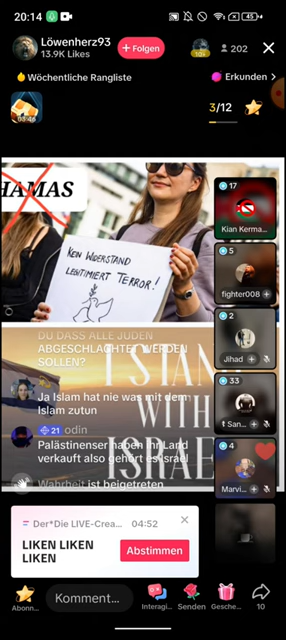 20:14
45
Löwenherz93
13.9K Likes
+ Folgen
202
Wöchentliche Rangliste
Erkunden >
03:46
3/12
HAMAS
KEIN WIDERSTAND
LEGITIMIERT TERROR!
17
Kian Kerma...
5
fighter008
2
Jihad
33
4
Marvi...
DU DASS ALLE JUDEN
ABGESCHLACHTET WERDEN
SOLLEN?
I STAND
WITH
ISRAEL
Ja Islam hat nie was mit dem
Islam zutun
21 odin
Palästinenser haben ihr Land
verkauft also gehört es Israel
Wahrheit ist beigetreten
Der*Die LIVE-Crea... 04:52
LIKEN LIKEN
LIKEN
Abstimmen
Abonn...
Komment...
Interagi...
Senden
Gesche...
10